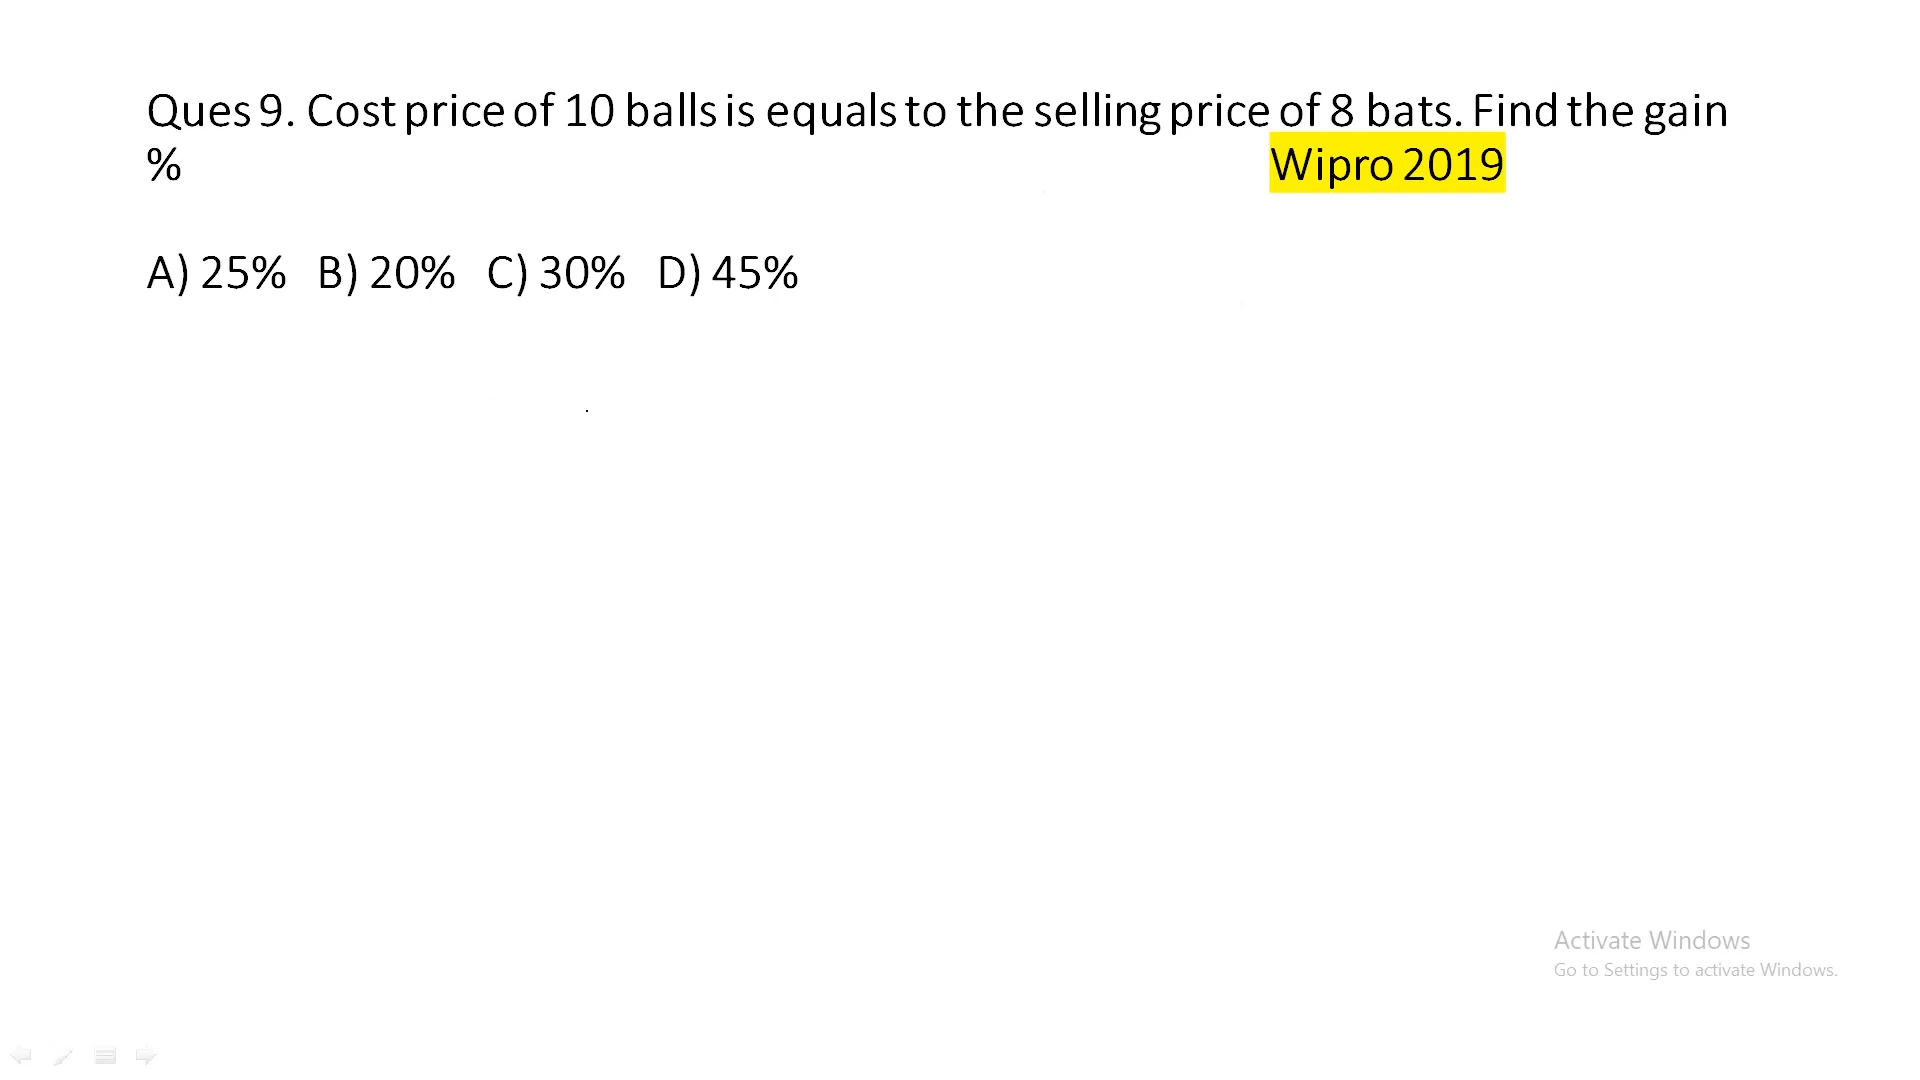 Ques 9. Cost price of 10 balls is equals to the selling price of 8 bats. Find the gain
% Wipro 2019
A) 25% B) 20% C) 30% D) 45%
Activate Windows
Go to Settings to activate Windows.